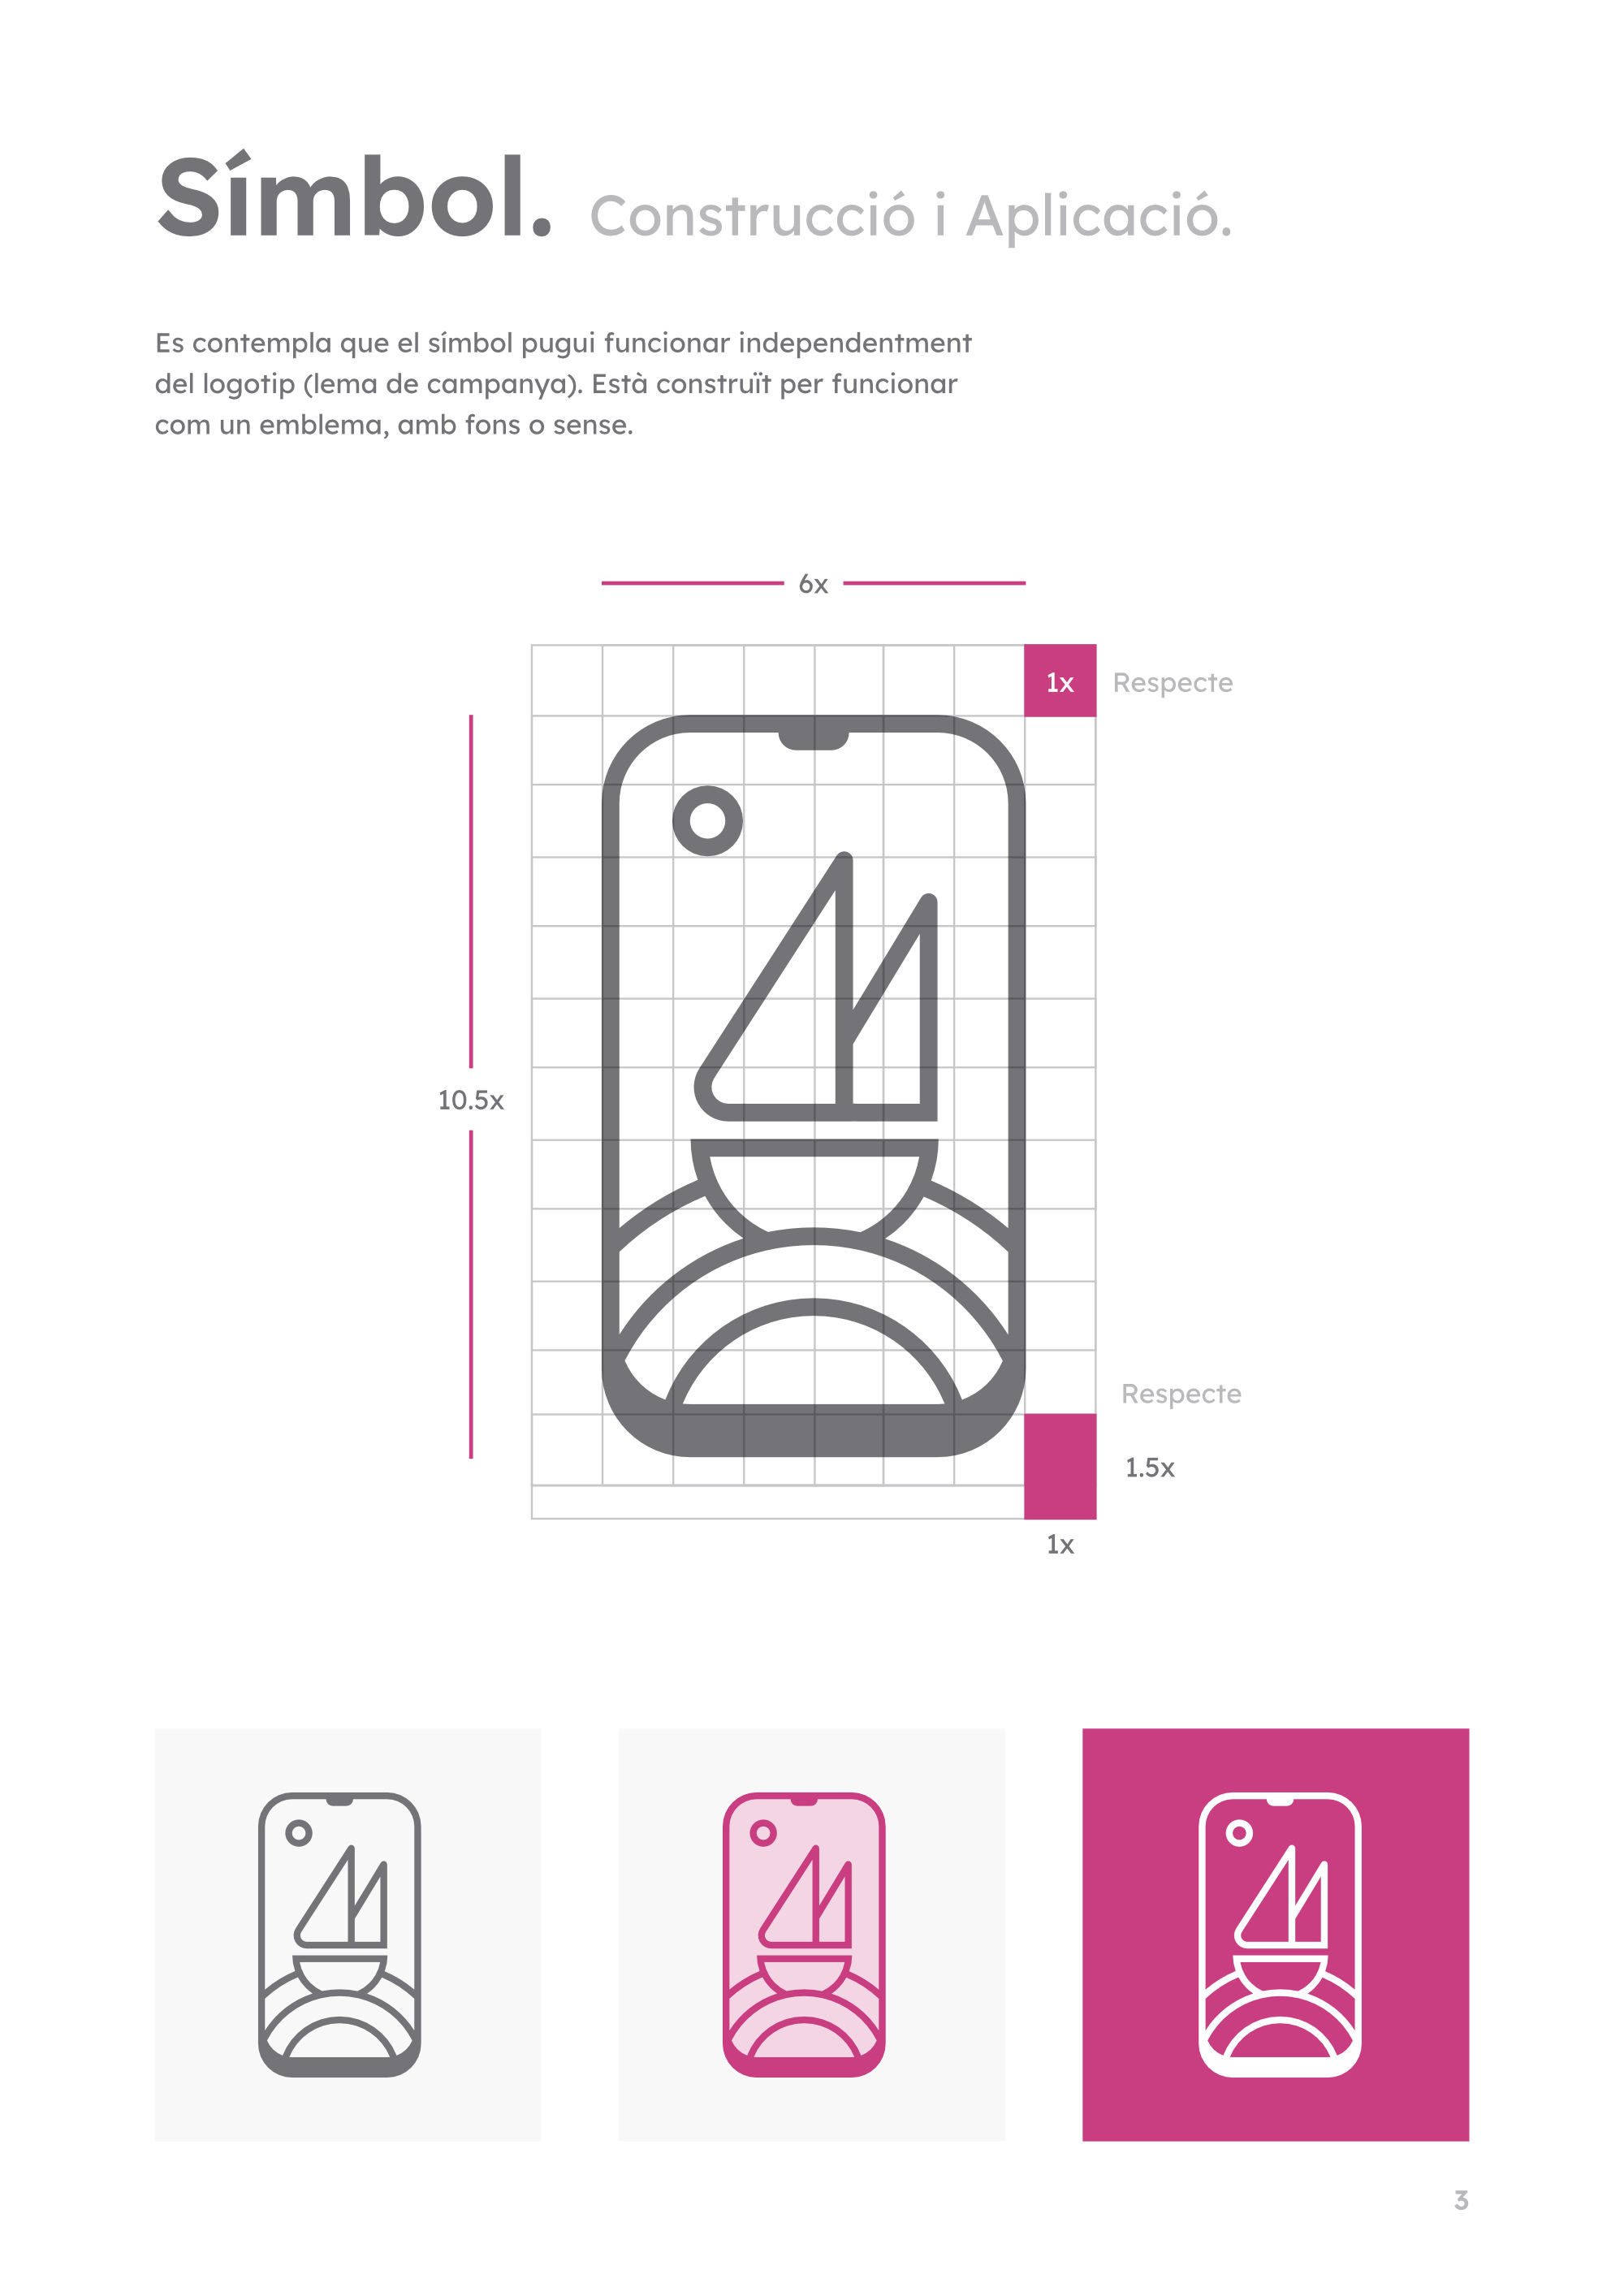 Símbol. Construcció i Aplicació.
Es contempla que el símbol pugui funcionar independentment
del logotip (lema de campanya). Està construït per funcionar
com un emblema, amb fons o sense.
6x
1x Respecte
10.5x
Respecte
1.5x
1x
3